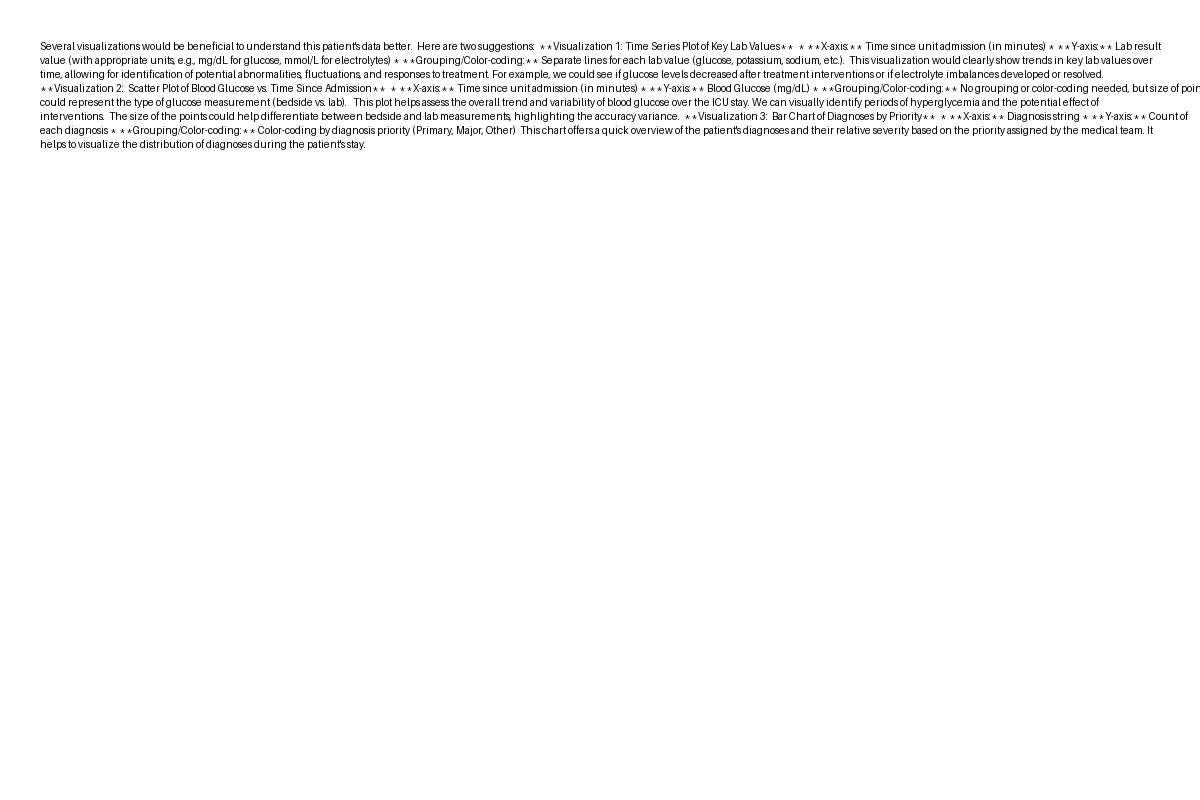 Several visualizations would be beneficial to understand this patient's data better.  Here are two suggestions:  **Visualization 1: Time Series Plot of Key Lab Values**  * **X-axis:** Time since unit admission (in minutes) * **Y-axis:** Lab result
value (with appropriate units, e.g., mg/dL for glucose, mmol/L for electrolytes) * **Grouping/Color-coding:** Separate lines for each lab value (glucose, potassium, sodium, etc.).  This visualization would clearly show trends in key lab values over
time, allowing for identification of potential abnormalities, fluctuations, and responses to treatment. For example, we could see if glucose levels decreased after treatment interventions or if electrolyte imbalances developed or resolved.
**Visualization 2:  Scatter Plot of Blood Glucose vs. Time Since Admission**  * **X-axis:** Time since unit admission (in minutes) * **Y-axis:** Blood Glucose (mg/dL) * **Grouping/Color-coding:** No grouping or color-coding needed, but size of poin
could represent the type of glucose measurement (bedside vs. lab).  This plot helps assess the overall trend and variability of blood glucose over the ICU stay. We can visually identify periods of hyperglycemia and the potential effect of
interventions.  The size of the points could help differentiate between bedside and lab measurements, highlighting the accuracy variance.  **Visualization 3:  Bar Chart of Diagnoses by Priority**  * **X-axis:** Diagnosis string * **Y-axis:** Count of
each diagnosis * **Grouping/Color-coding:** Color-coding by diagnosis priority (Primary, Major, Other)  This chart offers a quick overview of the patient's diagnoses and their relative severity based on the priority assigned by the medical team. It
helps to visualize the distribution of diagnoses during the patient's stay.